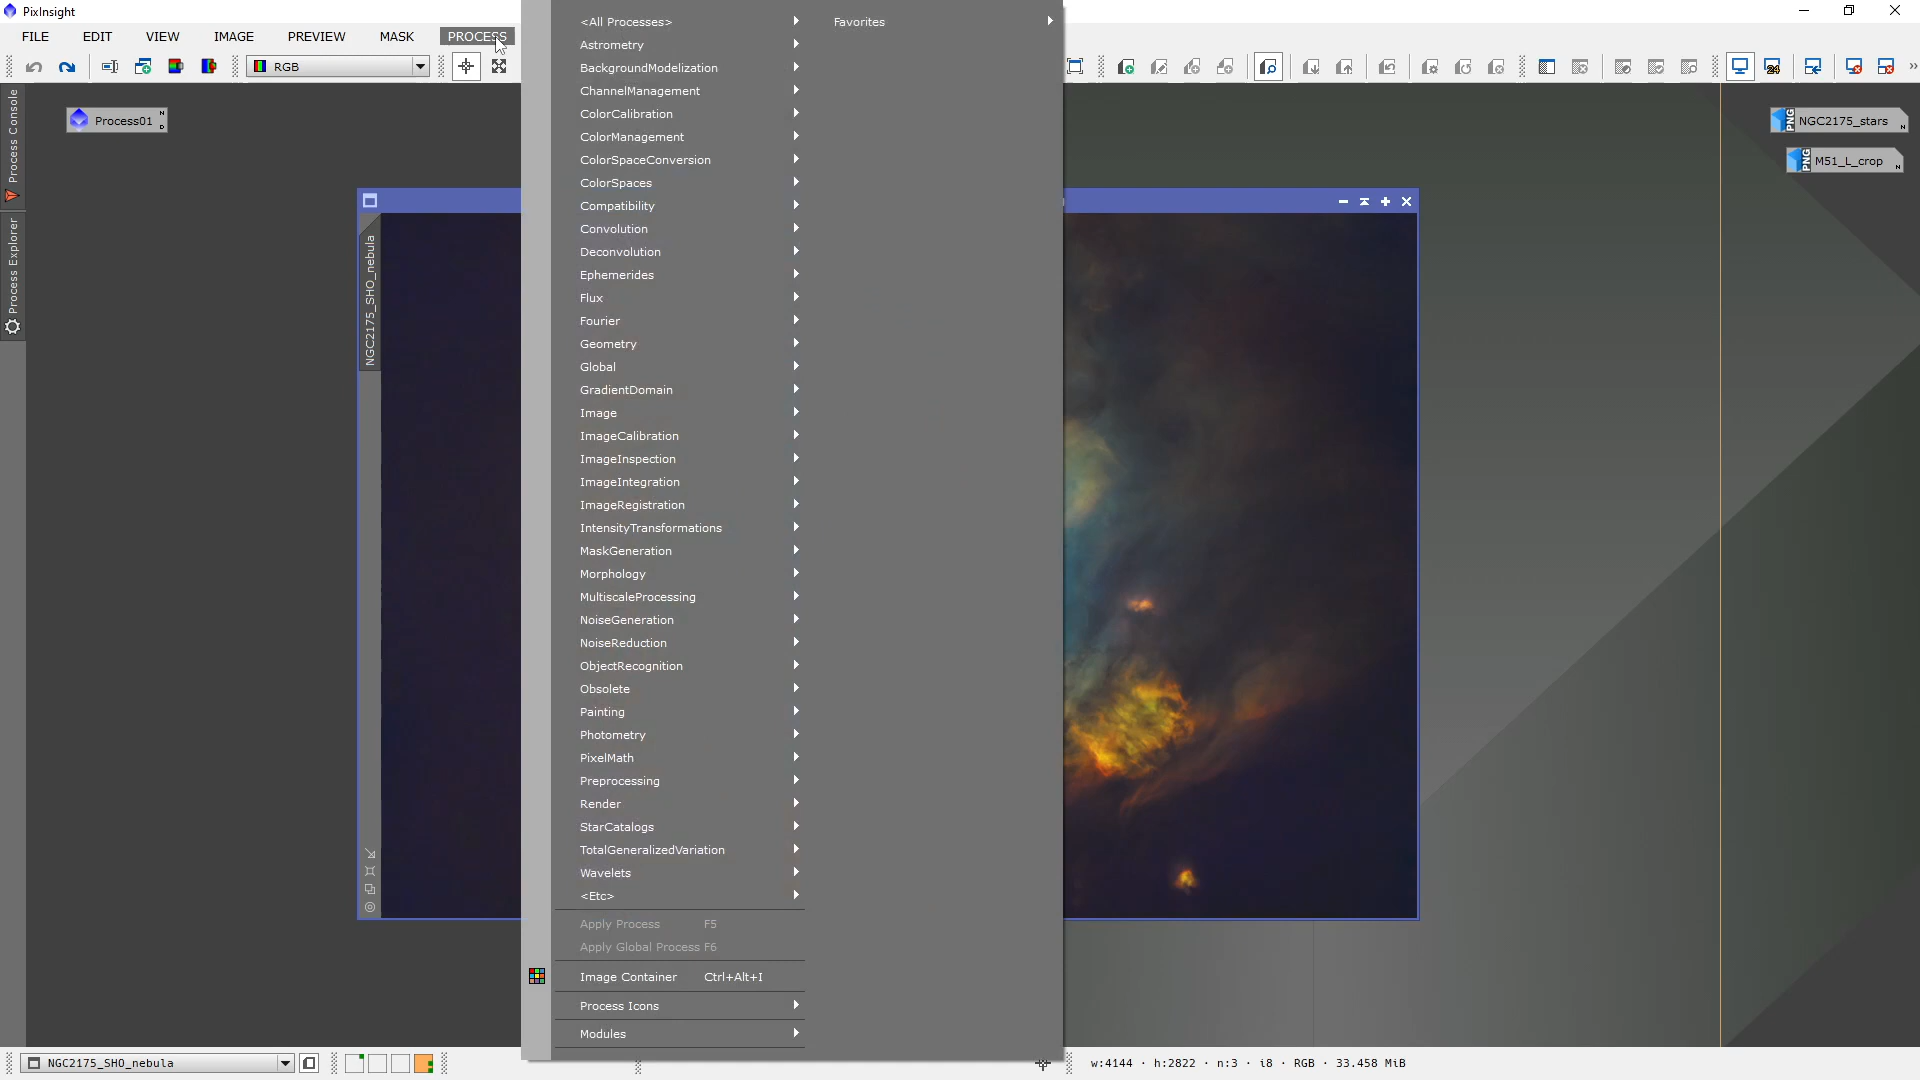 PixInsight
FILE EDIT VIEW IMAGE PREVIEW MASK PROCESS
RGB
24
Process Console
Process Explorer
Process01
N
D
NGC2175_SHO_nebula
<All Processes>
Astrometry
BackgroundModelization
ChannelManagement
ColorCalibration
ColorManagement
ColorSpaceConversion
ColorSpaces
Compatibility
Convolution
Deconvolution
Ephemerides
Flux
Fourier
Geometry
Global
GradientDomain
Image
ImageCalibration
ImageInspection
ImageIntegration
ImageRegistration
IntensityTransformations
MaskGeneration
Morphology
MultiscaleProcessing
NoiseGeneration
NoiseReduction
ObjectRecognition
Obsolete
Painting
Photometry
PixelMath
Preprocessing
Render
StarCatalogs
TotalGeneralizedVariation
Wavelets
<Etc>
Apply Process F5
Apply Global Process F6
Image Container Ctrl+Alt+I
Process Icons
Modules
Favorites
PNG NGC2175_stars N
PNG M51_L_crop N
NGC2175_SHO_nebula
w:4144 · h:2822 · n:3 · i8 · RGB · 33.458 MiB